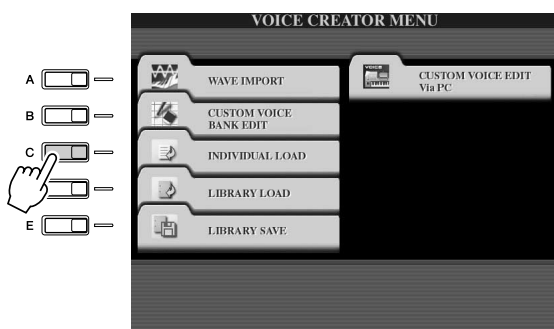 VOICE CREATOR MENU
A
WAVE IMPORT
VOICE
CUSTOM VOICE EDIT
Via PC
B
CUSTOM VOICE
BANK EDIT
C
INDIVIDUAL LOAD
LIBRARY LOAD
E
LIBRARY SAVE